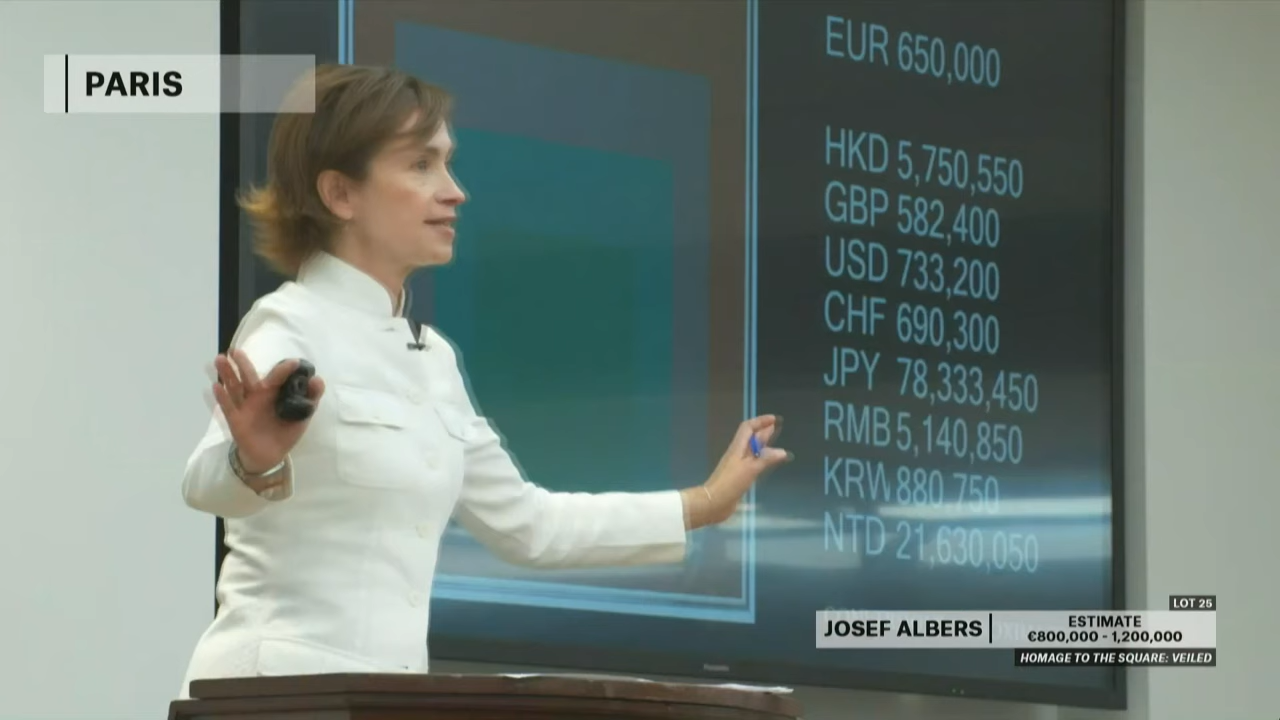 PARIS
EUR 650,000
HKD 5,750,550
GBP 582,400
USD 733,200
CHF 690,300
JPY 78,333,450
RMB 5,140,850
KRW 880,750
NTD 21,630,050
LOT 25
JOSEF ALBERS
ESTIMATE
€800,000 - 1,200,000
HOMAGE TO THE SQUARE: VEILED